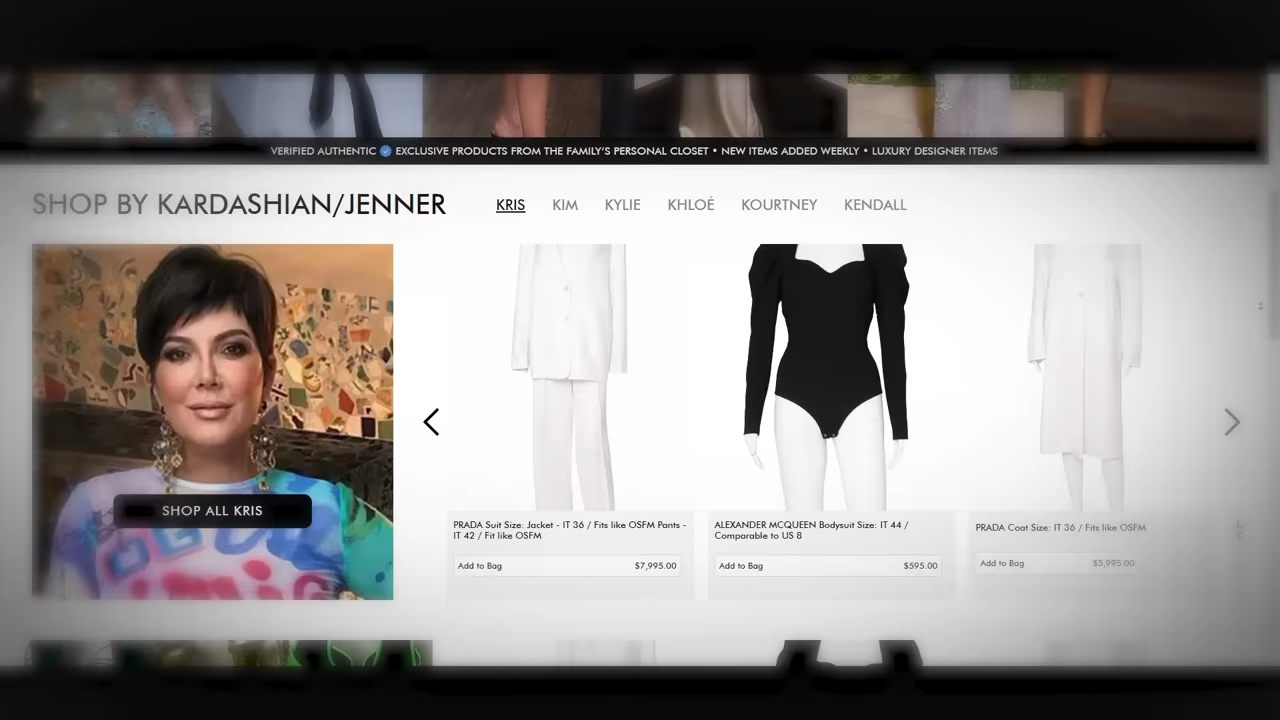 VERIFIED AUTHENTIC EXCLUSIVE PRODUCTS FROM THE FAMILY'S PERSONAL CLOSET • NEW ITEMS ADDED WEEKLY • LUXURY DESIGNER ITEMS
SHOP BY KARDASHIAN/JENNER
KRIS KIM KYLIE KHLOÉ KOURTNEY KENDALL
SHOP ALL KRIS
PRADA Suit Size: Jacket - IT 36 / Fits like OSFM Pants -
IT 42 / Fit like OSFM
Add to Bag $7,995.00
ALEXANDER MCQUEEN Bodysuit Size: IT 44 /
Comparable to US 8
Add to Bag $595.00
PRADA Coat Size: IT 36 / Fits like OSFM
Add to Bag $5,995.00